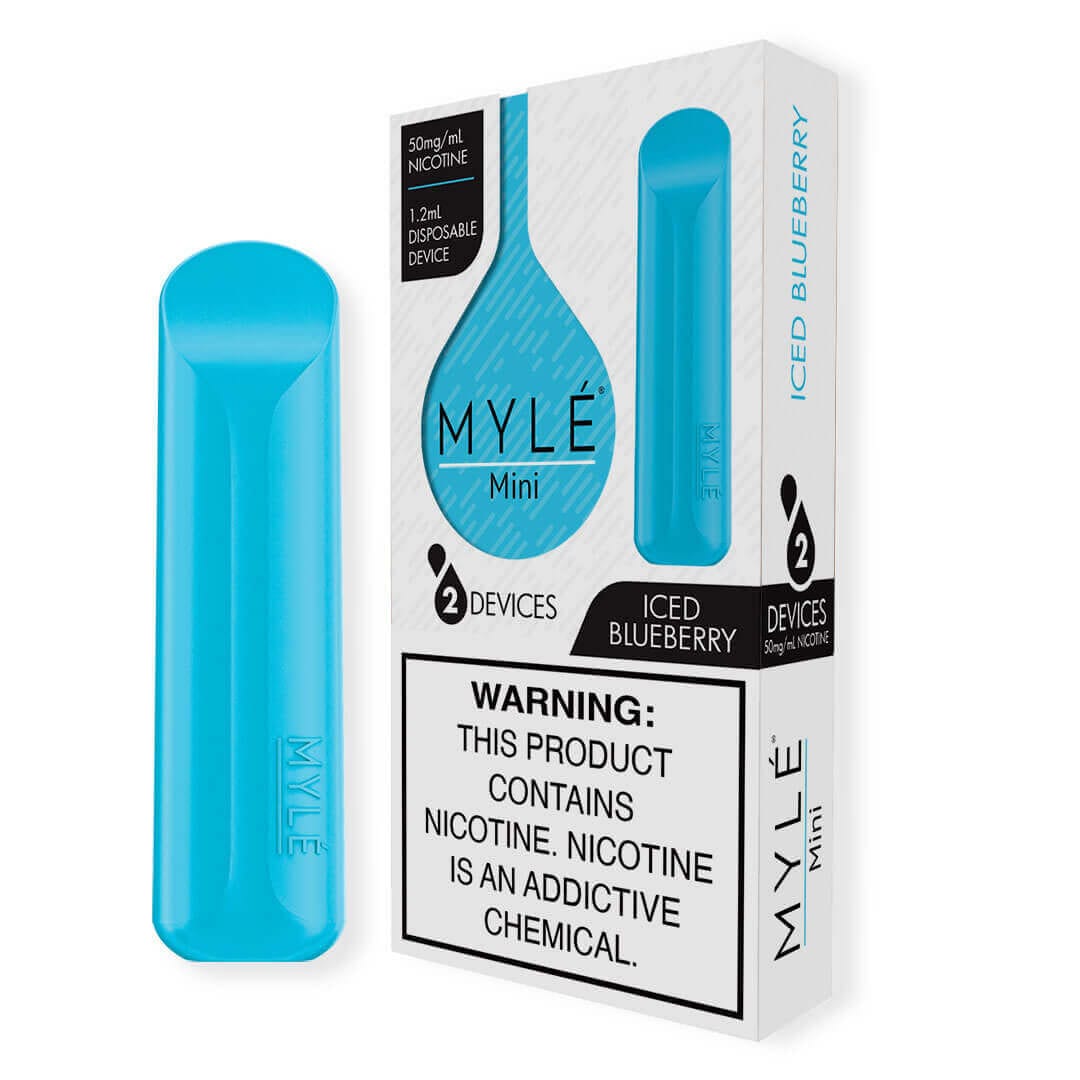 50mg/mL
NICOTINE
1.2mL
DISPOSABLE
DEVICE
MYLÉ®
Mini
2 DEVICES
ICED
BLUEBERRY
WARNING:
THIS PRODUCT
CONTAINS
NICOTINE. NICOTINE
IS AN ADDICTIVE
CHEMICAL.
MYLÉ
MYLÉ
ICED BLUEBERRY
2
DEVICES
50mg/mL NICOTINE
MYLÉ®
Mini